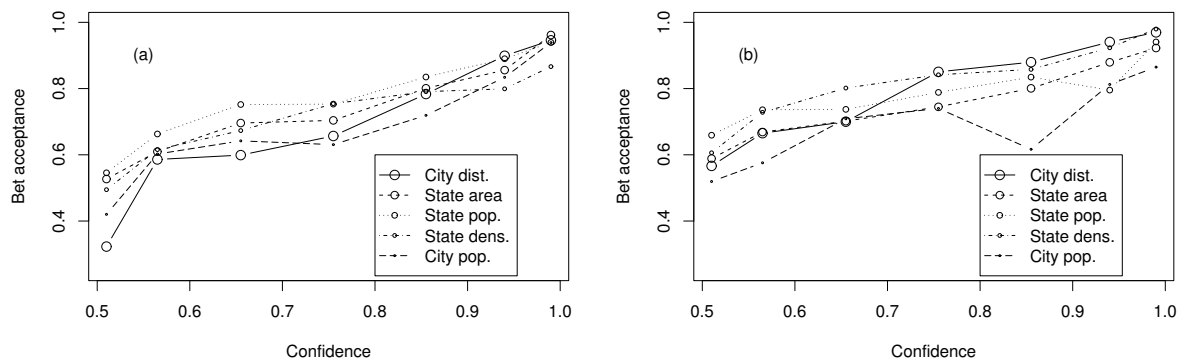 (a)
Bet acceptance
1.0
0.8
0.6
0.4
City dist.
State area
State pop.
State dens.
City pop.
0.5 0.6 0.7 0.8 0.9 1.0
Confidence
(b)
Bet acceptance
1.0
0.8
0.6
0.4
City dist.
State area
State pop.
State dens.
City pop.
0.5 0.6 0.7 0.8 0.9 1.0
Confidence